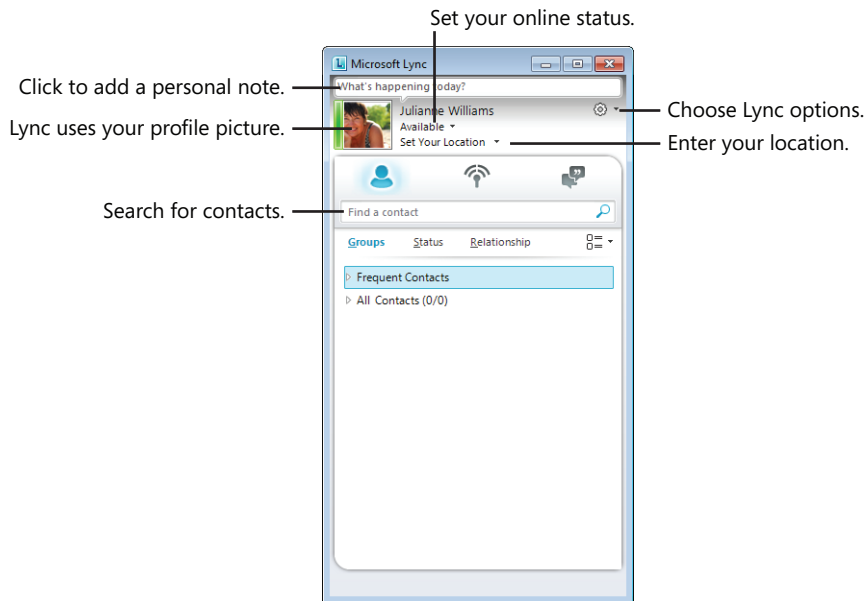 Set your online status.
Microsoft Lync
Click to add a personal note.
What's happening today?
Julianne Williams
Choose Lync options.
Lync uses your profile picture.
Available
Set Your Location
Enter your location.
Search for contacts.
Find a contact
Groups Status Relationship
Frequent Contacts
All Contacts (0/0)